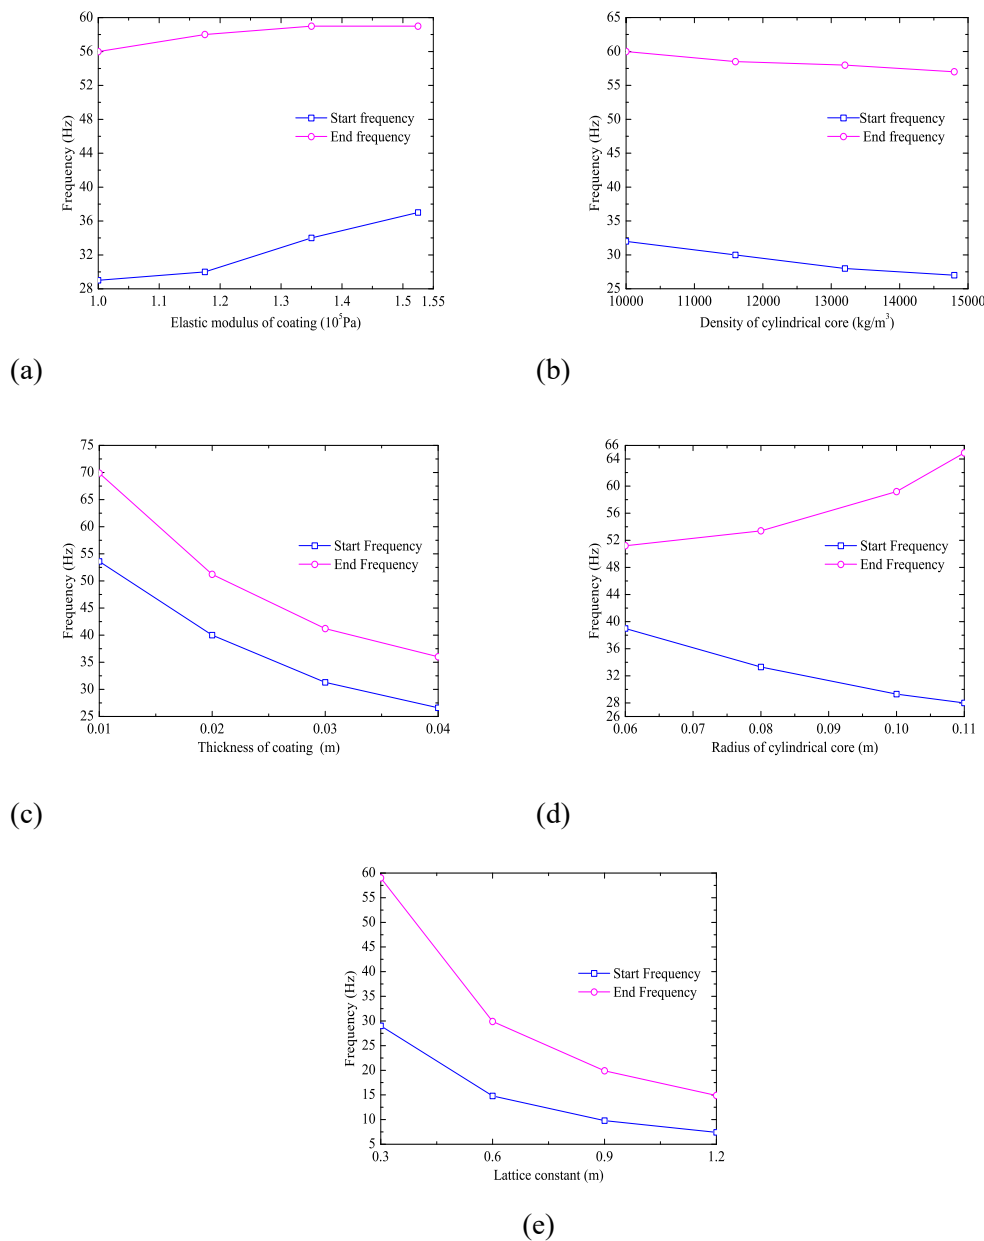 60
56
52
48
44
40
36
32
28
Frequency (Hz)
Start frequency
End frequency
1.0 1.1 1.2 1.3 1.4 1.5 1.55
Elastic modulus of coating (10⁵Pa)
(a)
65
60
55
50
45
40
35
30
25
Frequency (Hz)
Start frequency
End frequency
10000 11000 12000 13000 14000 15000
Density of cylindrical core (kg/m³)
(b)
75
70
65
60
55
50
45
40
35
30
25
Frequency (Hz)
Start Frequency
End Frequency
0.01 0.02 0.03 0.04
Thickness of coating (m)
(c)
66
64
60
56
52
48
44
40
36
32
28
26
Frequency (Hz)
Start Frequency
End Frequency
0.06 0.07 0.08 0.09 0.10 0.11
Radius of cylindrical core (m)
(d)
60
55
50
45
40
35
30
25
20
15
10
5
Frequency (Hz)
Start Frequency
End Frequency
0.3 0.6 0.9 1.2
Lattice constant (m)
(e)